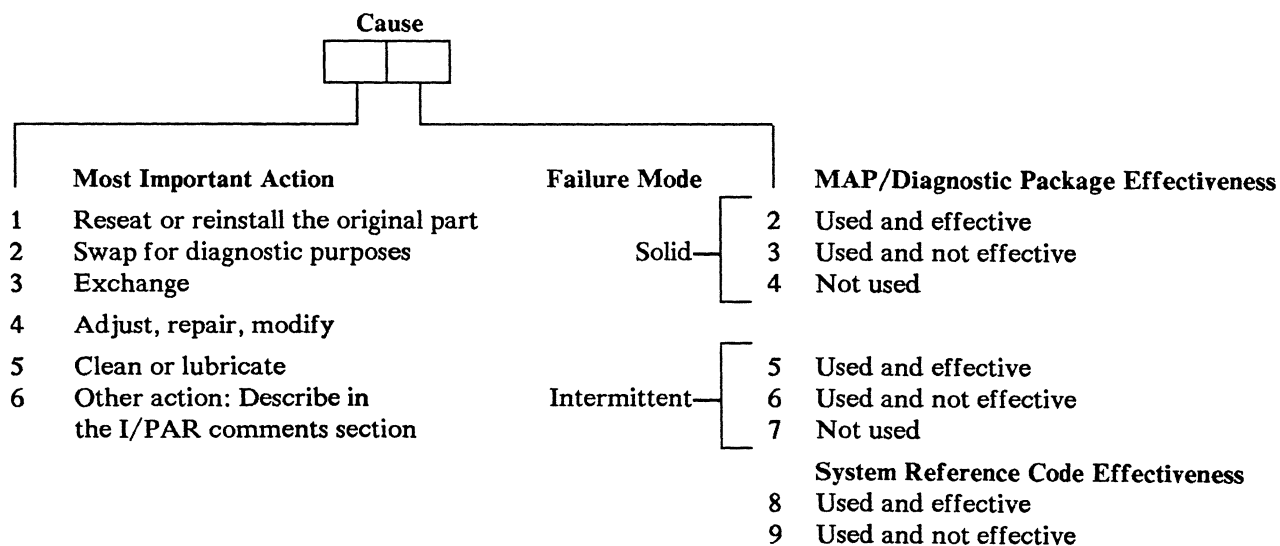 Cause
Most Important Action Failure Mode MAP/Diagnostic Package Effectiveness
1 Reseat or reinstall the original part 2 Used and effective
2 Swap for diagnostic purposes Solid 3 Used and not effective
3 Exchange 4 Not used
4 Adjust, repair, modify
5 Clean or lubricate 5 Used and effective
6 Other action: Describe in Intermittent 6 Used and not effective
the I/PAR comments section 7 Not used
System Reference Code Effectiveness
8 Used and effective
9 Used and not effective